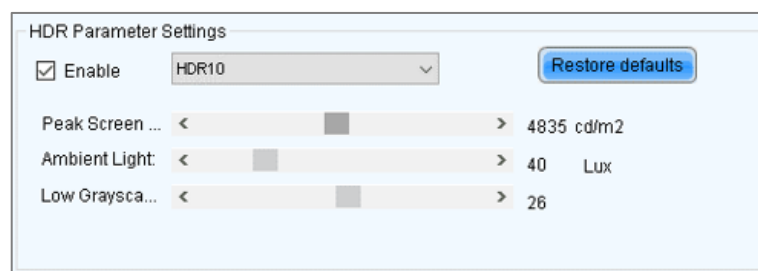 HDR Parameter Settings
Enable HDR10 Restore defaults
Peak Screen ... 4835 cd/m2
Ambient Light: 40 Lux
Low Graysca... 26